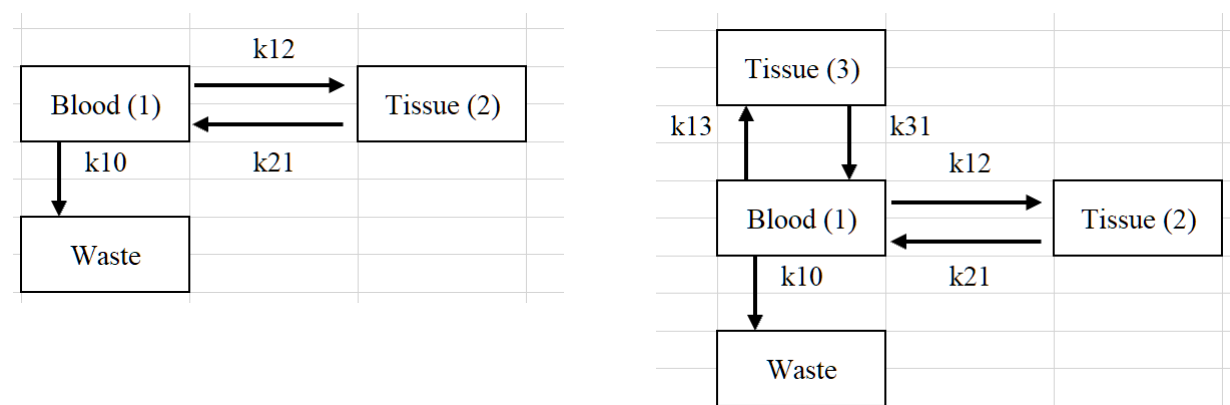 k12
Blood (1)
Tissue (2)
k10
k21
Waste
Tissue (3)
k13
k31
k12
Blood (1)
Tissue (2)
k10
k21
Waste